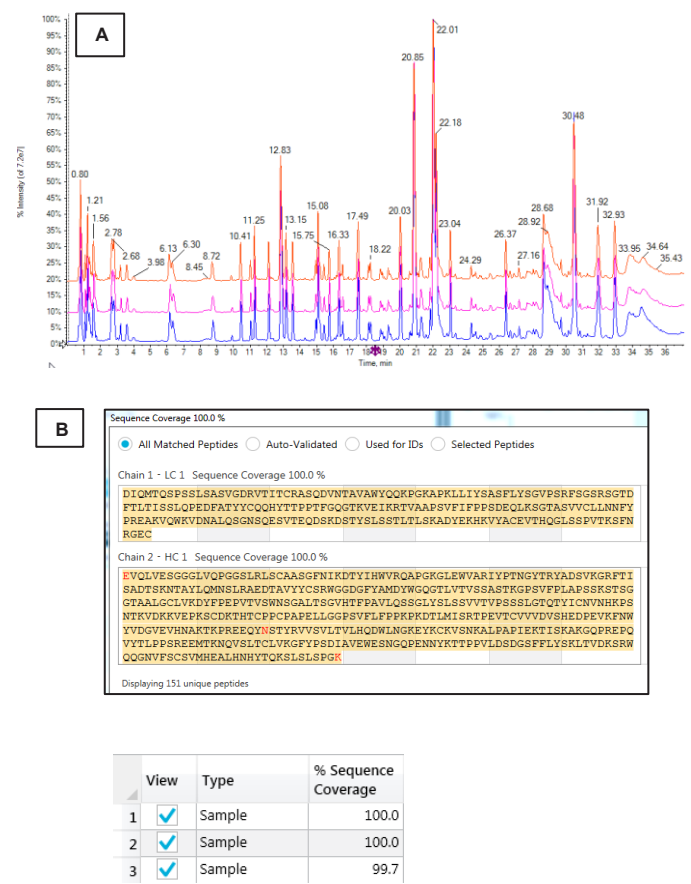 A
100%
95%
90%
85%
80%
75%
70%
65%
60%
55%
50%
45%
40%
35%
30%
25%
20%
15%
10%
5%
0%
% Intensity (of 7.2e7)
0.80
1.21
1.56
2.78
2.68
3.98
6.13
6.30
8.45
8.72
10.41
11.25
12.83
13.15
15.08
15.75
16.33
17.49
18.22
20.03
20.85
22.01
22.18
23.04
24.29
26.37
27.16
28.92
28.68
30.48
31.92
32.93
33.95
34.64
35.43
1 2 3 4 5 6 7 8 9 10 11 12 13 14 15 16 17 18 19 20 21 22 23 24 25 26 27 28 29 30 31 32 33 34 35 36
Time, min
B
Sequence Coverage 100.0 %
All Matched Peptides Auto-Validated Used for IDs Selected Peptides
Chain 1 - LC 1 Sequence Coverage 100.0 %
DIQMTQSPSSLSASVGDRVTITCRASQDVNTAVAWYQQKPGKAPKLLIYSASFLYSGVPSRFSGSRSGTD
FTLTISSLQPEDFATYYCQQHYTTPPTFGQGTKVEIKRTVAAPSVFIFPPSDEQLKSGTASVVCLLNNFY
PREAKVQWKVDNALQSGNSQESVTEQDSKDSTYSLSSTLTLSKADYEKHKVYACEVTHQGLSSPVTKSFN
RGEC
Chain 2 - HC 1 Sequence Coverage 100.0 %
EVQLVESGGGLVQPGGSLRLSCAASGFNIKDTYIHWVRQAPGKGLEWVARIYPTNGYTRYADSVKGRFTI
SADTSKNTAYLQMNSLRAEDTAVYYCSRWGGDGFYAMDYWGQGTLVTVSSASTKGPSVFPLAPSSKSTSG
GTAALGCLVKDYFPEPVTVSWNSGALTSGVHTFPAVLQSSGLYSLSSVVTVPSSSLGTQTYICNVNHKPS
NTKVDKKVEPKSCDKTHTCPPCPAPELLGGPSVFLFPPKPKDTLMISRTPEVTCVVVDVSHEDPEVKFNW
YVDGVEVHNAKTKPREEQYNSTYRVVSVLTVLHQDWLNGKEYKCKVSNKALPAPIEKTISKAKGQPREPQ
VYTLPPSREEMTKNQVSLTCLVKGFYPSDIAVEWESNGQPENNYKTTPPVLDSDGSFFLYSKLTVDKSRW
QQGNVFSCSVMHEALHNHYTQKSLSLSPGK
Displaying 151 unique peptides
View Type % Sequence Coverage
1 Sample 100.0
2 Sample 100.0
3 Sample 99.7